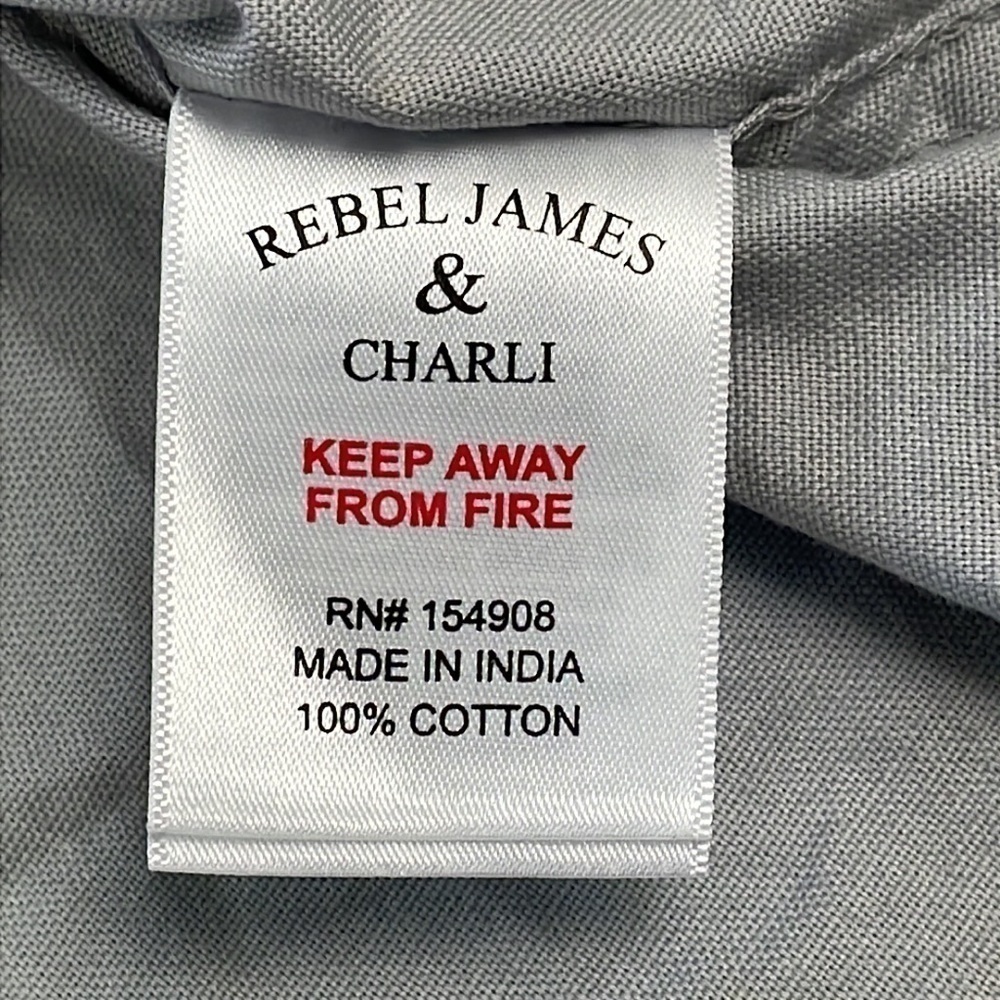 REBEL JAMES
&
CHARLI
KEEP AWAY
FROM FIRE
RN# 154908
MADE IN INDIA
100% COTTON